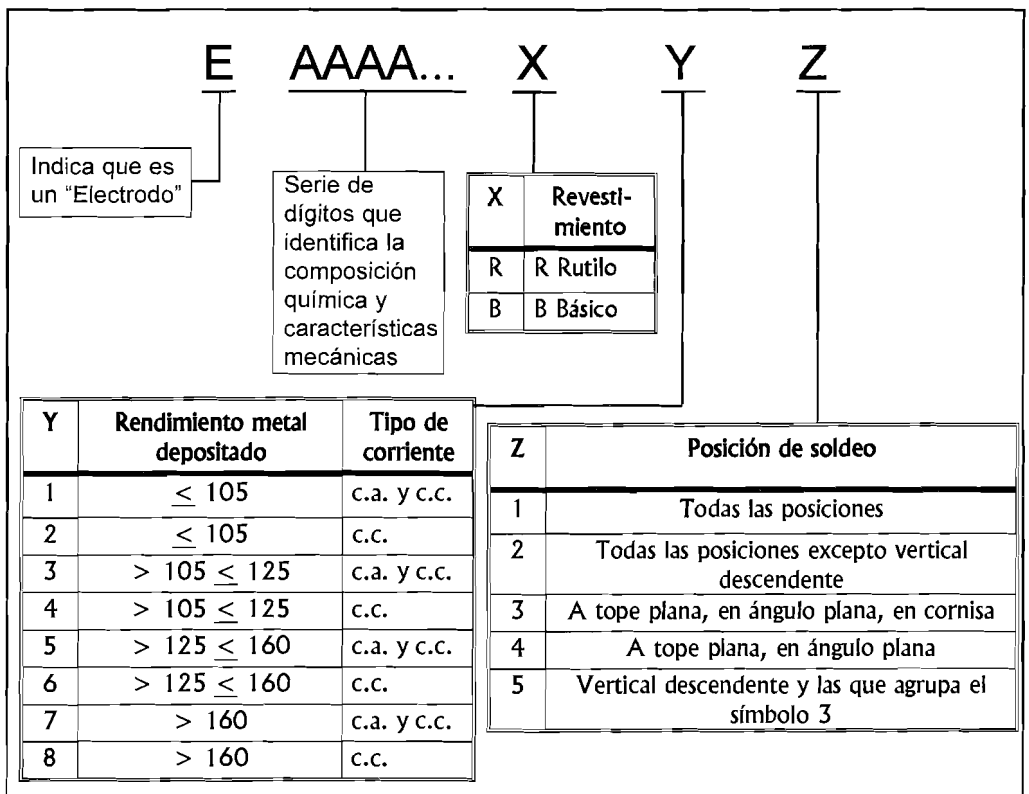 E AAAA... X Y Z
Indica que es
un "Electrodo"
Serie de
dígitos que
identifica la
composición
química y
características
mecánicas
X Revesti-
miento
R R Rutilo
B B Básico
Y Rendimiento metal Tipo de
depositado corriente
1 ≤ 105 c.a. y c.c.
2 ≤ 105 c.c.
3 > 105 ≤ 125 c.a. y c.c.
4 > 105 ≤ 125 c.c.
5 > 125 ≤ 160 c.a. y c.c.
6 > 125 ≤ 160 c.c.
7 > 160 c.a. y c.c.
8 > 160 c.c.
Z Posición de soldeo
1 Todas las posiciones
2 Todas las posiciones excepto vertical
descendente
3 A tope plana, en ángulo plana, en cornisa
4 A tope plana, en ángulo plana
5 Vertical descendente y las que agrupa el
símbolo 3